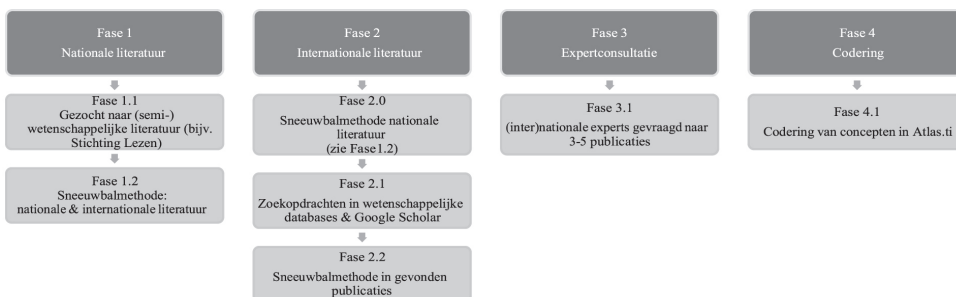 Fase 1
Nationale literatuur
Fase 1.1
Gezocht naar (semi-)
wetenschappelijke literatuur (bijv.
Stichting Lezen)
Fase 1.2
Sneeuwbalmethode:
nationale & internationale literatuur
Fase 2
Internationale literatuur
Fase 2.0
Sneeuwbalmethode nationale
literatuur
(zie Fase1.2)
Fase 2.1
Zoekopdrachten in wetenschappelijke
databases & Google Scholar
Fase 2.2
Sneeuwbalmethode in gevonden
publicaties
Fase 3
Expertconsultatie
Fase 3.1
(inter)nationale experts gevraagd naar
3-5 publicaties
Fase 4
Codering
Fase 4.1
Codering van concepten in Atlas.ti